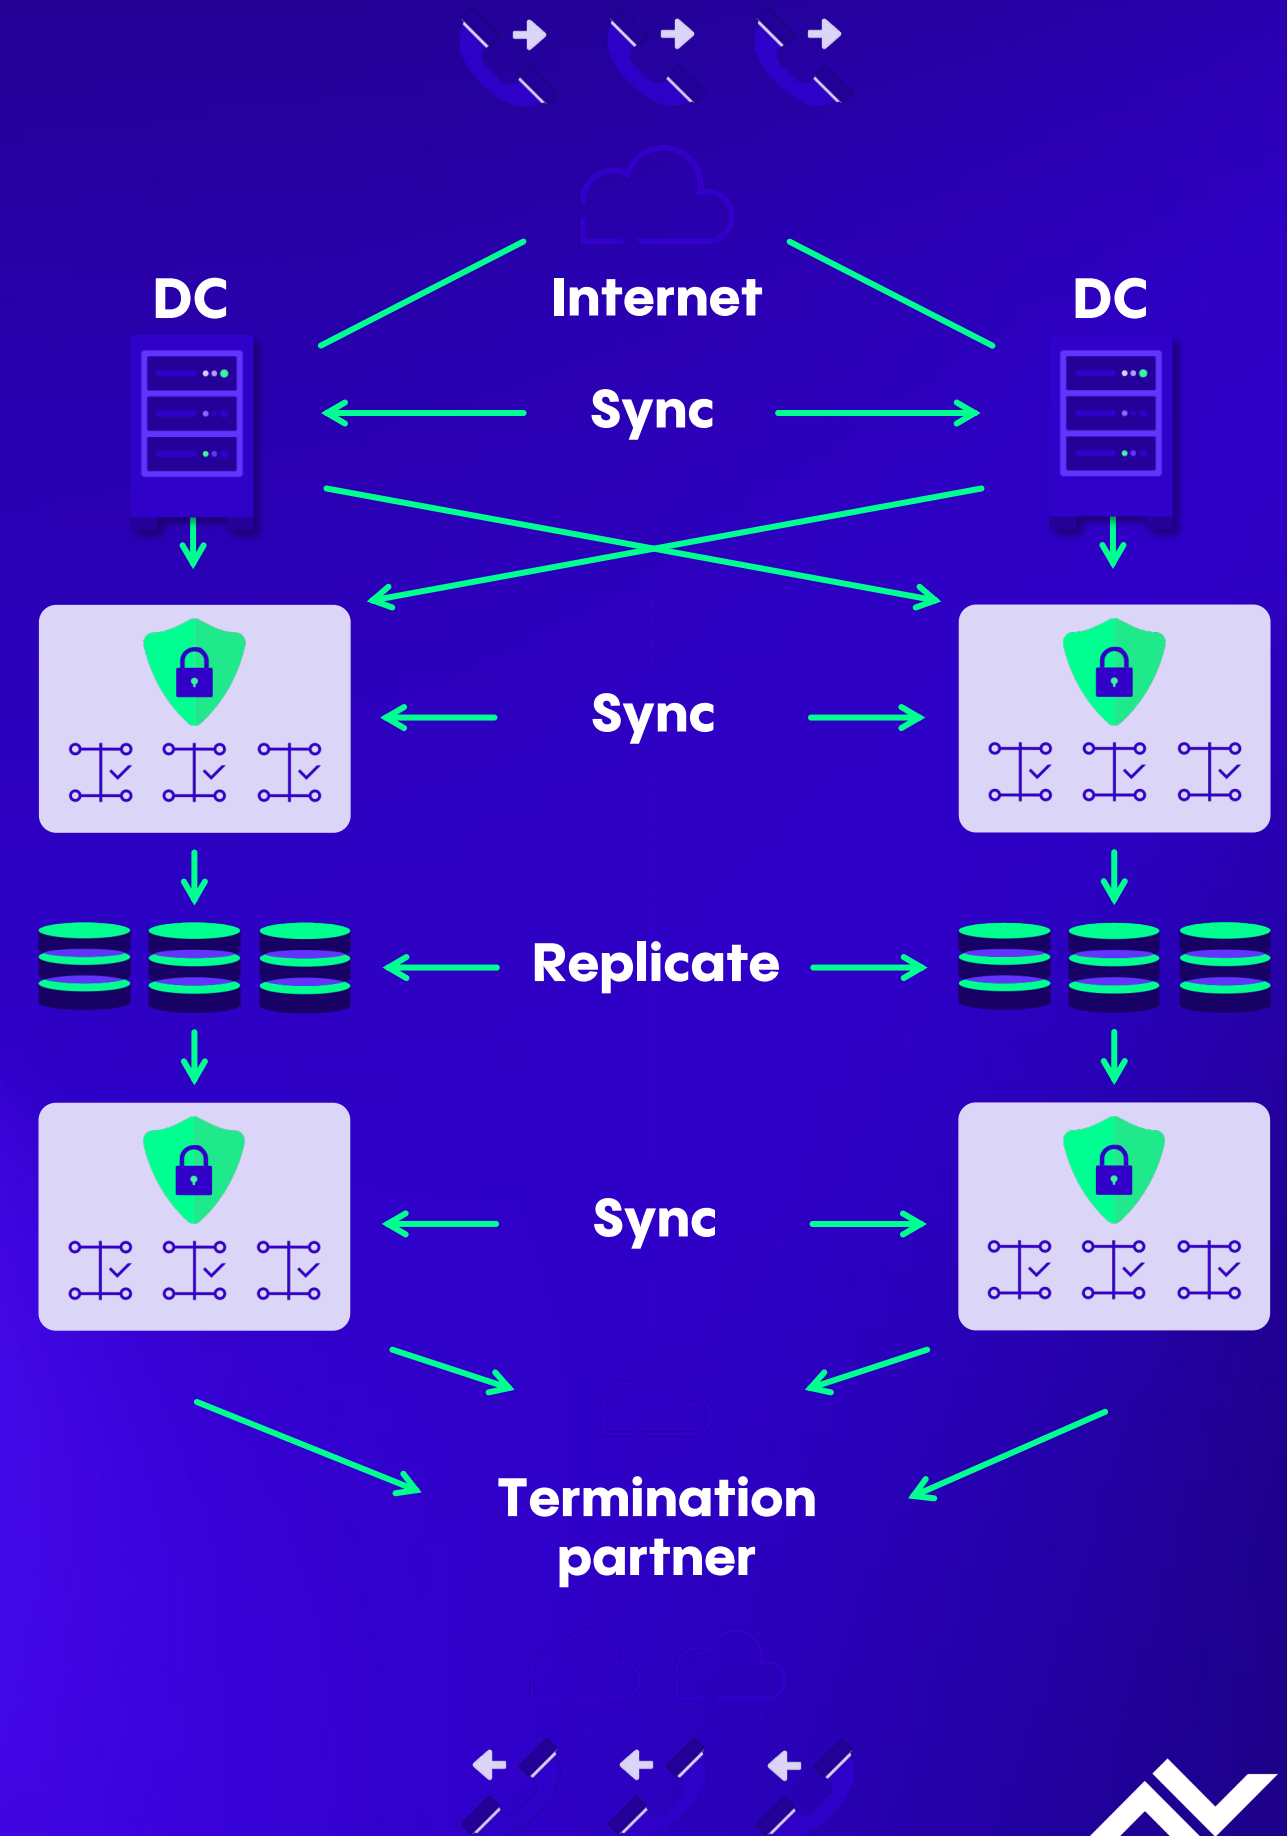 DC
Internet
DC
Sync
Sync
Replicate
Sync
Termination
partner